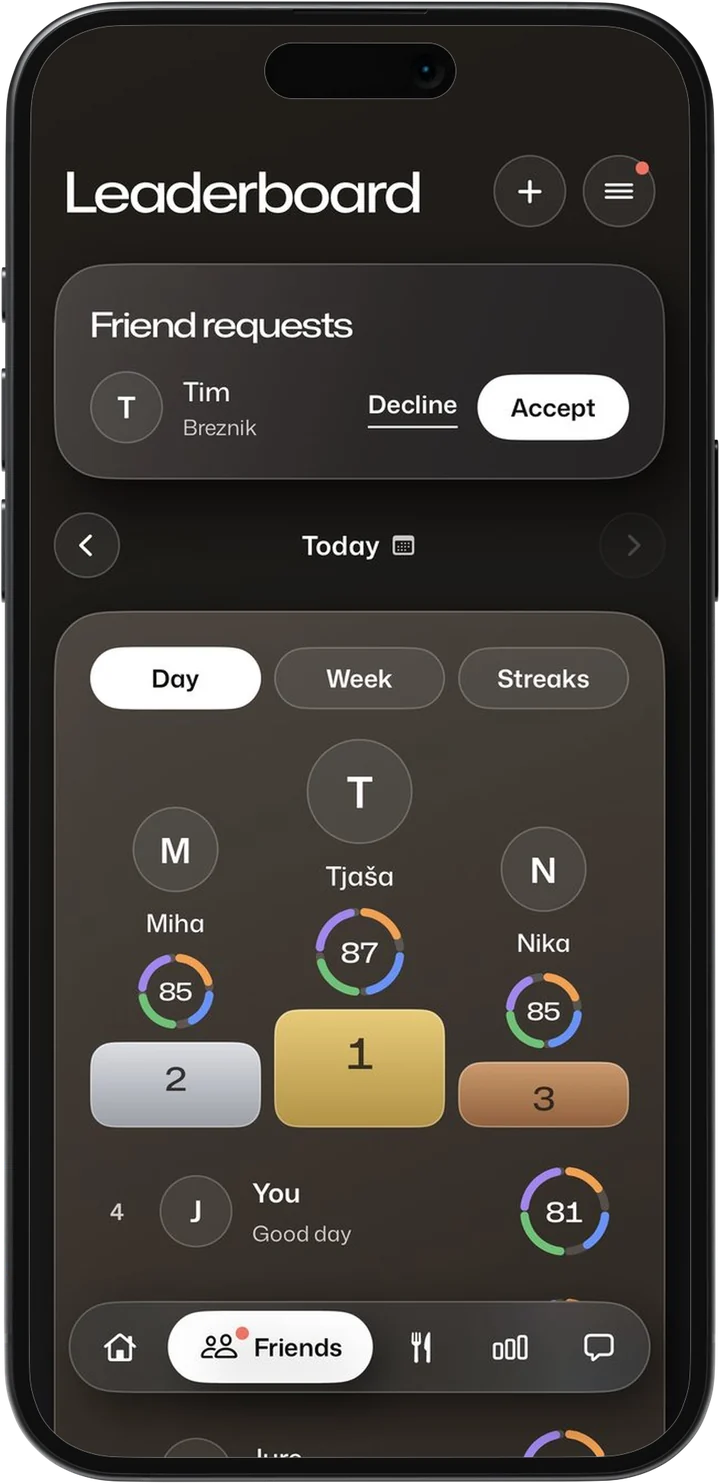 Leaderboard
Friend requests
T
Tim
Breznik
Decline
Accept
Today
Day
Week
Streaks
T
M
N
Tjaša
Miha
Nika
87
85
85
1
2
3
4
J
You
Good day
81
Friends